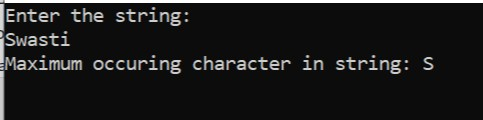 Enter the string:
Swasti
Maximum occuring character in string: S